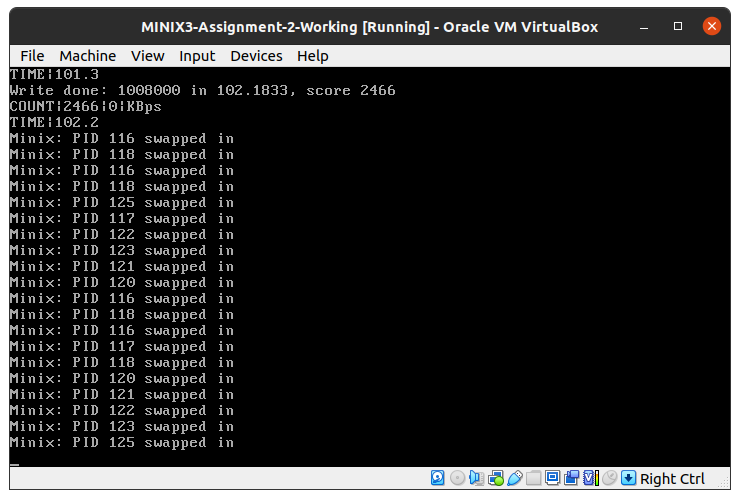 MINIX3-Assignment-2-Working [Running] - Oracle VM VirtualBox
File Machine View Input Devices Help
TIME|101.3
Write done: 1008000 in 102.1833, score 2466
COUNT|2466|0|KBps
TIME|102.2
Minix: PID 116 swapped in
Minix: PID 118 swapped in
Minix: PID 116 swapped in
Minix: PID 118 swapped in
Minix: PID 125 swapped in
Minix: PID 117 swapped in
Minix: PID 122 swapped in
Minix: PID 123 swapped in
Minix: PID 121 swapped in
Minix: PID 120 swapped in
Minix: PID 116 swapped in
Minix: PID 118 swapped in
Minix: PID 116 swapped in
Minix: PID 117 swapped in
Minix: PID 118 swapped in
Minix: PID 120 swapped in
Minix: PID 121 swapped in
Minix: PID 122 swapped in
Minix: PID 123 swapped in
Minix: PID 125 swapped in
Right Ctrl